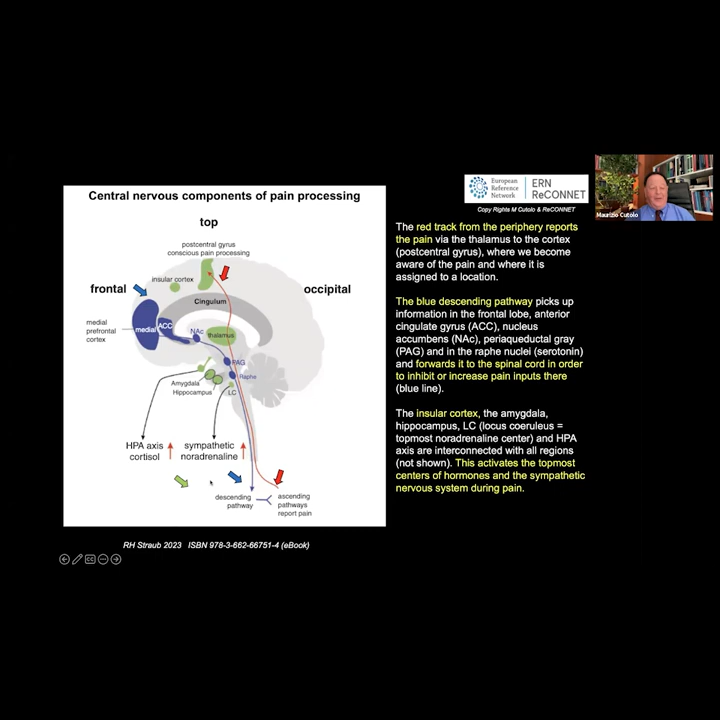 Central nervous components of pain processing
top
postcentral gyrus
conscious pain processing
insular cortex
frontal
occipital
Cingulum
medial
prefrontal
cortex
medial
ACC
NAc
thalamus
PAG
Raphe
Amygdala
Hippocampus
LC
HPA axis
cortisol
sympathetic
noradrenaline
descending
pathway
ascending
pathways
report pain
RH Straub 2023 ISBN 978-3-662-66751-4 (eBook)
European
Reference
Network
ERN
ReCONNET
Copy Rights M Cutolo & ReCONNET
Maurizio Cutolo
The red track from the periphery reports
the pain via the thalamus to the cortex
(postcentral gyrus), where we become
aware of the pain and where it is
assigned to a location.
The blue descending pathway picks up
information in the frontal lobe, anterior
cingulate gyrus (ACC), nucleus
accumbens (NAc), periaqueductal gray
(PAG) and in the raphe nuclei (serotonin)
and forwards it to the spinal cord in order
to inhibit or increase pain inputs there
(blue line).
The insular cortex, the amygdala,
hippocampus, LC (locus coeruleus =
topmost noradrenaline center) and HPA
axis are interconnected with all regions
(not shown). This activates the topmost
centers of hormones and the sympathetic
nervous system during pain.